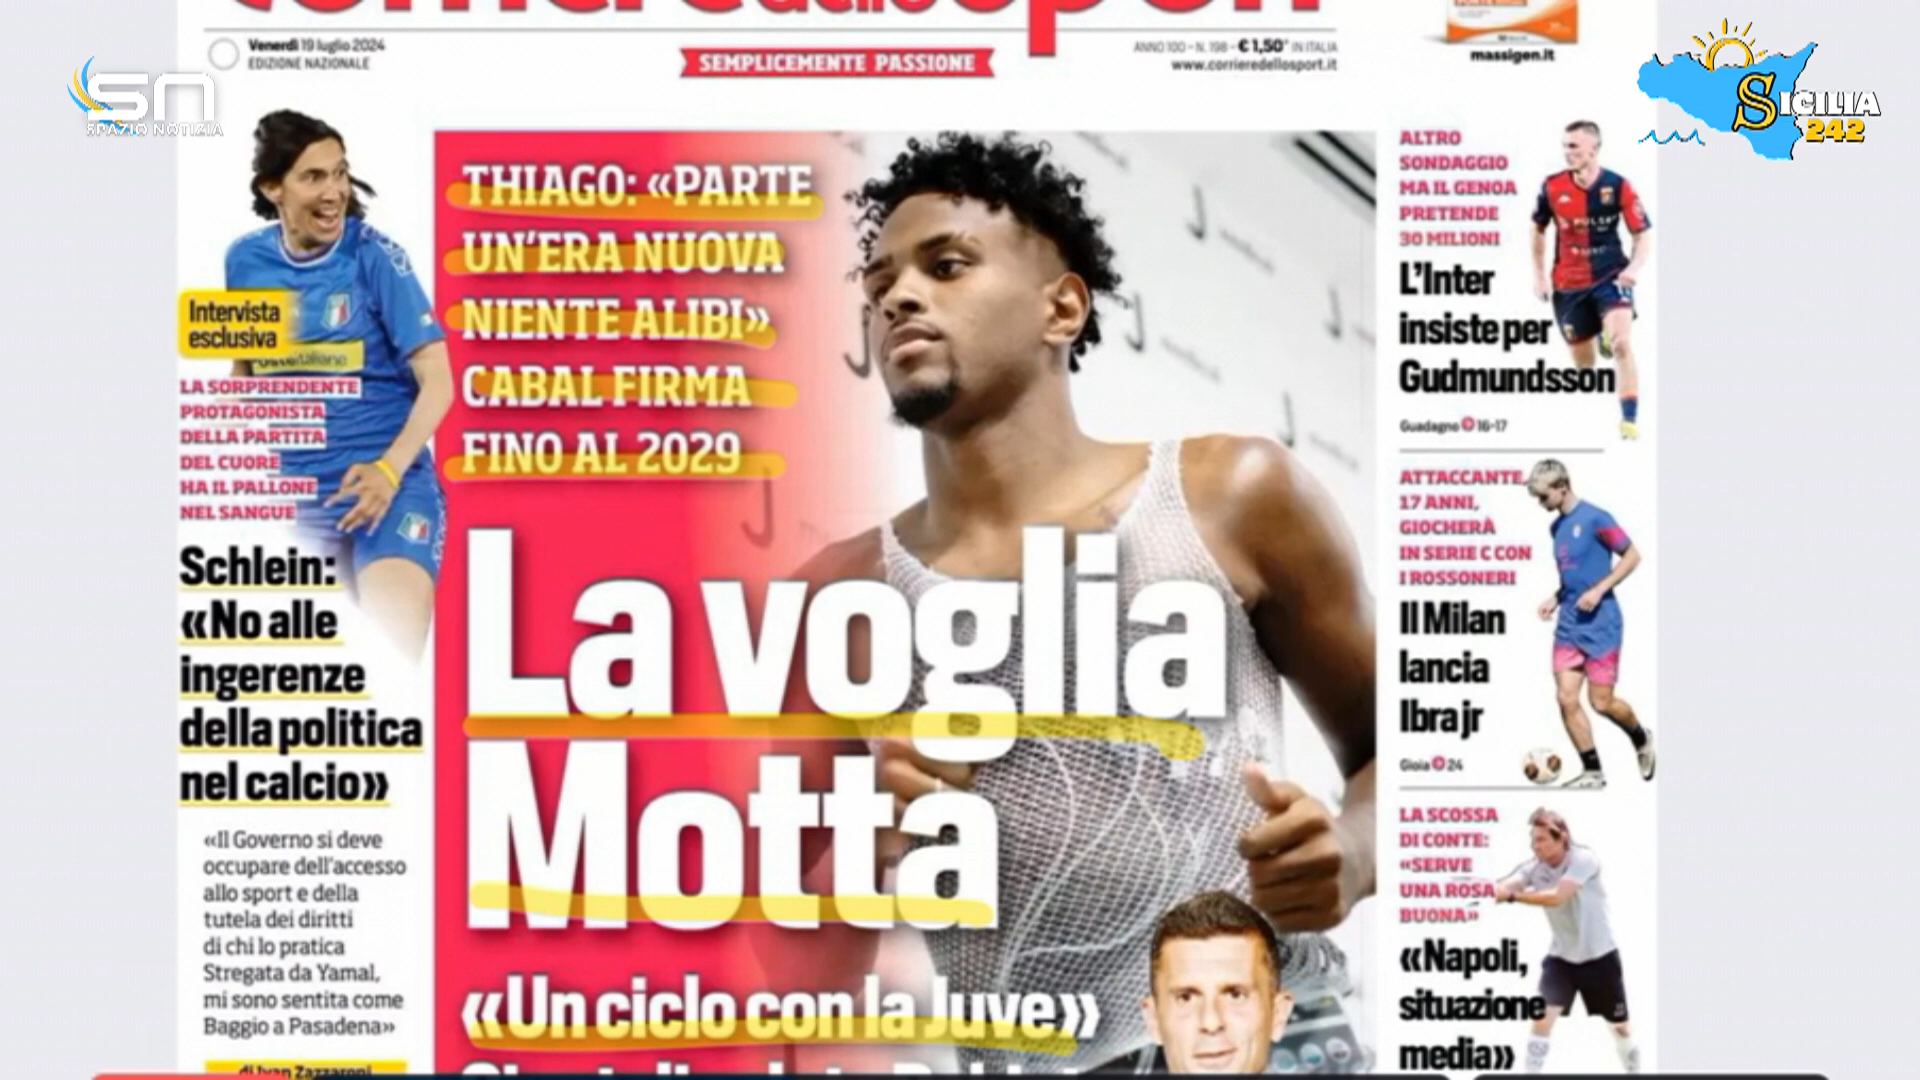 Corriere dello Sport
Venerdì 19 luglio 2024
EDIZIONE NAZIONALE
SEMPLICEMENTE PASSIONE
ANNO 100 - N. 198 - € 1,50* IN ITALIA
www.corrieredellosport.it
massigen.it
SN
SPAZIO NOTIZIA
SICILIA
242
Intervista
esclusiva
LA SORPRENDENTE
PROTAGONISTA
DELLA PARTITA
DEL CUORE
HA IL PALLONE
NEL SANGUE
Schlein:
«No alle
ingerenze
della politica
nel calcio»
«Il Governo si deve
occupare dell'accesso
allo sport e della
tutela dei diritti
di chi lo pratica
Stregata da Yamal,
mi sono sentita come
Baggio a Pasadena»
di Ivan Zazzaroni
THIAGO: «PARTE
UN'ERA NUOVA
NIENTE ALIBI»
CABAL FIRMA
FINO AL 2029
La voglia
Motta
«Un ciclo con la Juve»
ALTRO
SONDAGGIO
MA IL GENOA
PRETENDE
30 MILIONI
L'Inter
insiste per
Gudmundsson
Guadagno 16-17
ATTACCANTE,
17 ANNI,
GIOCHERÀ
IN SERIE C CON
I ROSSONERI
Il Milan
lancia
Ibra jr
Gioia 24
LA SCOSSA
DI CONTE:
«SERVE
UNA ROSA
BUONA»
«Napoli,
situazione
media»